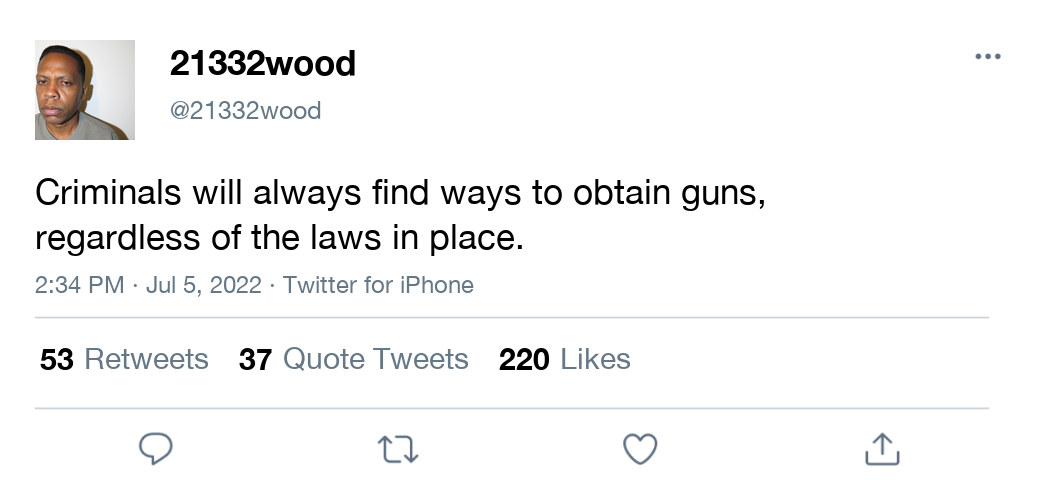 21332wood
@21332wood
Criminals will always find ways to obtain guns,
regardless of the laws in place.
2:34 PM · Jul 5, 2022 · Twitter for iPhone
53 Retweets 37 Quote Tweets 220 Likes